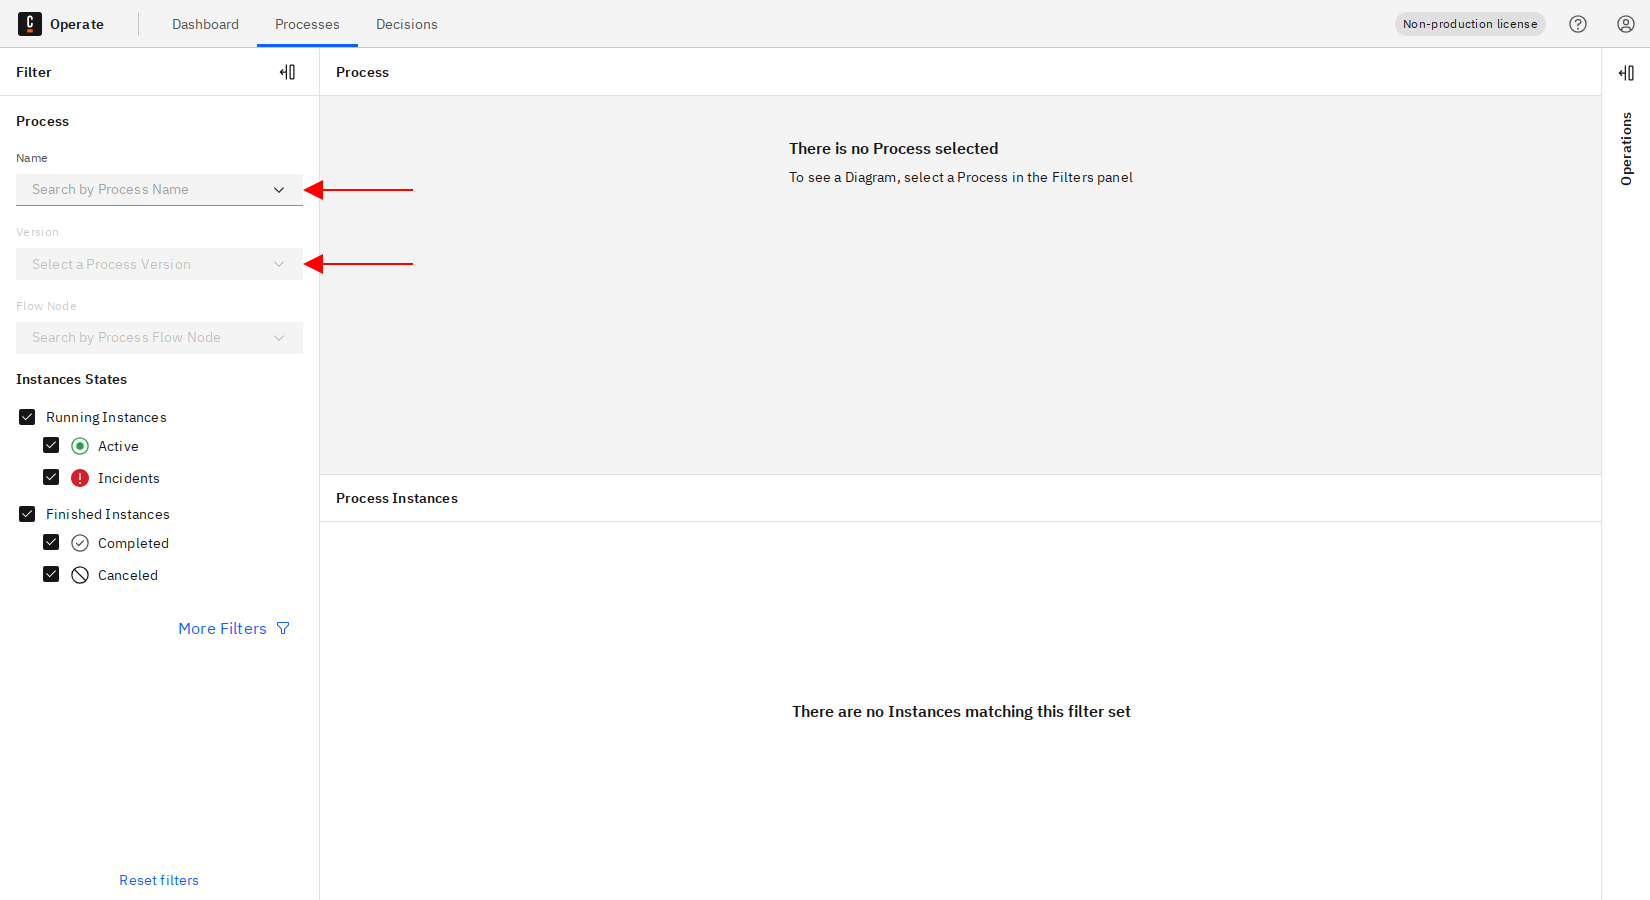 C Operate Dashboard Processes Decisions Non-production license
Filter
Process
Name
Search by Process Name
Version
Select a Process Version
Flow Node
Search by Process Flow Node
Instances States
Running Instances
Active
Incidents
Finished Instances
Completed
Canceled
More Filters
Reset filters
Process
There is no Process selected
To see a Diagram, select a Process in the Filters panel
Process Instances
There are no Instances matching this filter set
Operations